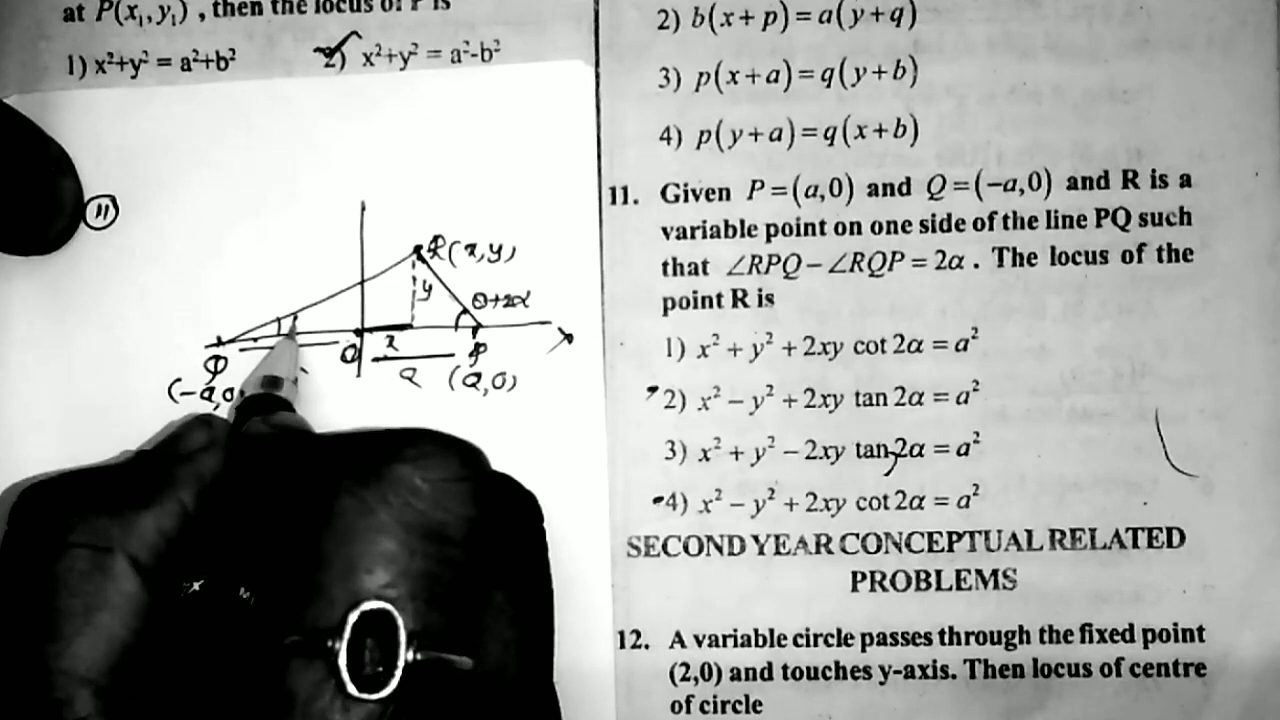 at P(x₁, y₁), then the locus of P is
1) x²+y² = a²+b²
2) x²+y² = a²-b²
11
R(x,y)
y
θ+2α
Q
O
x
P
a
(-a,0
(a,0)
2) b(x+p)=a(y+q)
3) p(x+a)=q(y+b)
4) p(y+a)=q(x+b)
11. Given P=(a,0) and Q=(−a,0) and R is a
variable point on one side of the line PQ such
that ∠RPQ−∠RQP=2α. The locus of the
point R is
1) x²+y²+2xy cot 2α = a²
2) x²−y²+2xy tan 2α = a²
3) x²+y²−2xy tan 2α = a²
4) x²−y²+2xy cot 2α = a²
SECOND YEAR CONCEPTUAL RELATED
PROBLEMS
12. A variable circle passes through the fixed point
(2,0) and touches y-axis. Then locus of centre
of circle